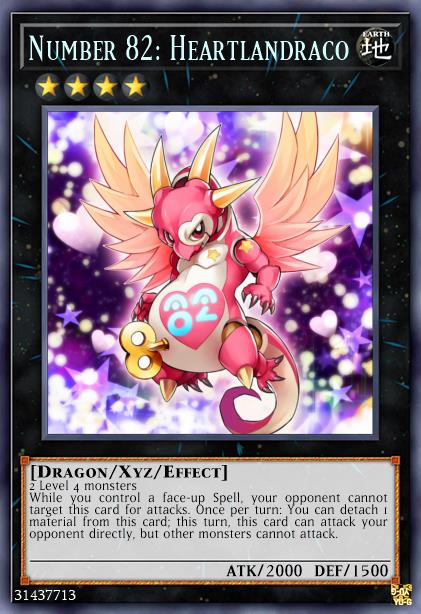 Number 82: Heartlandraco
EARTH
地
82
[Dragon/Xyz/Effect]
2 Level 4 monsters
While you control a face-up Spell, your opponent cannot
target this card for attacks. Once per turn: You can detach 1
material from this card; this turn, this card can attack your
opponent directly, but other monsters cannot attack.
ATK/2000 DEF/1500
31437713